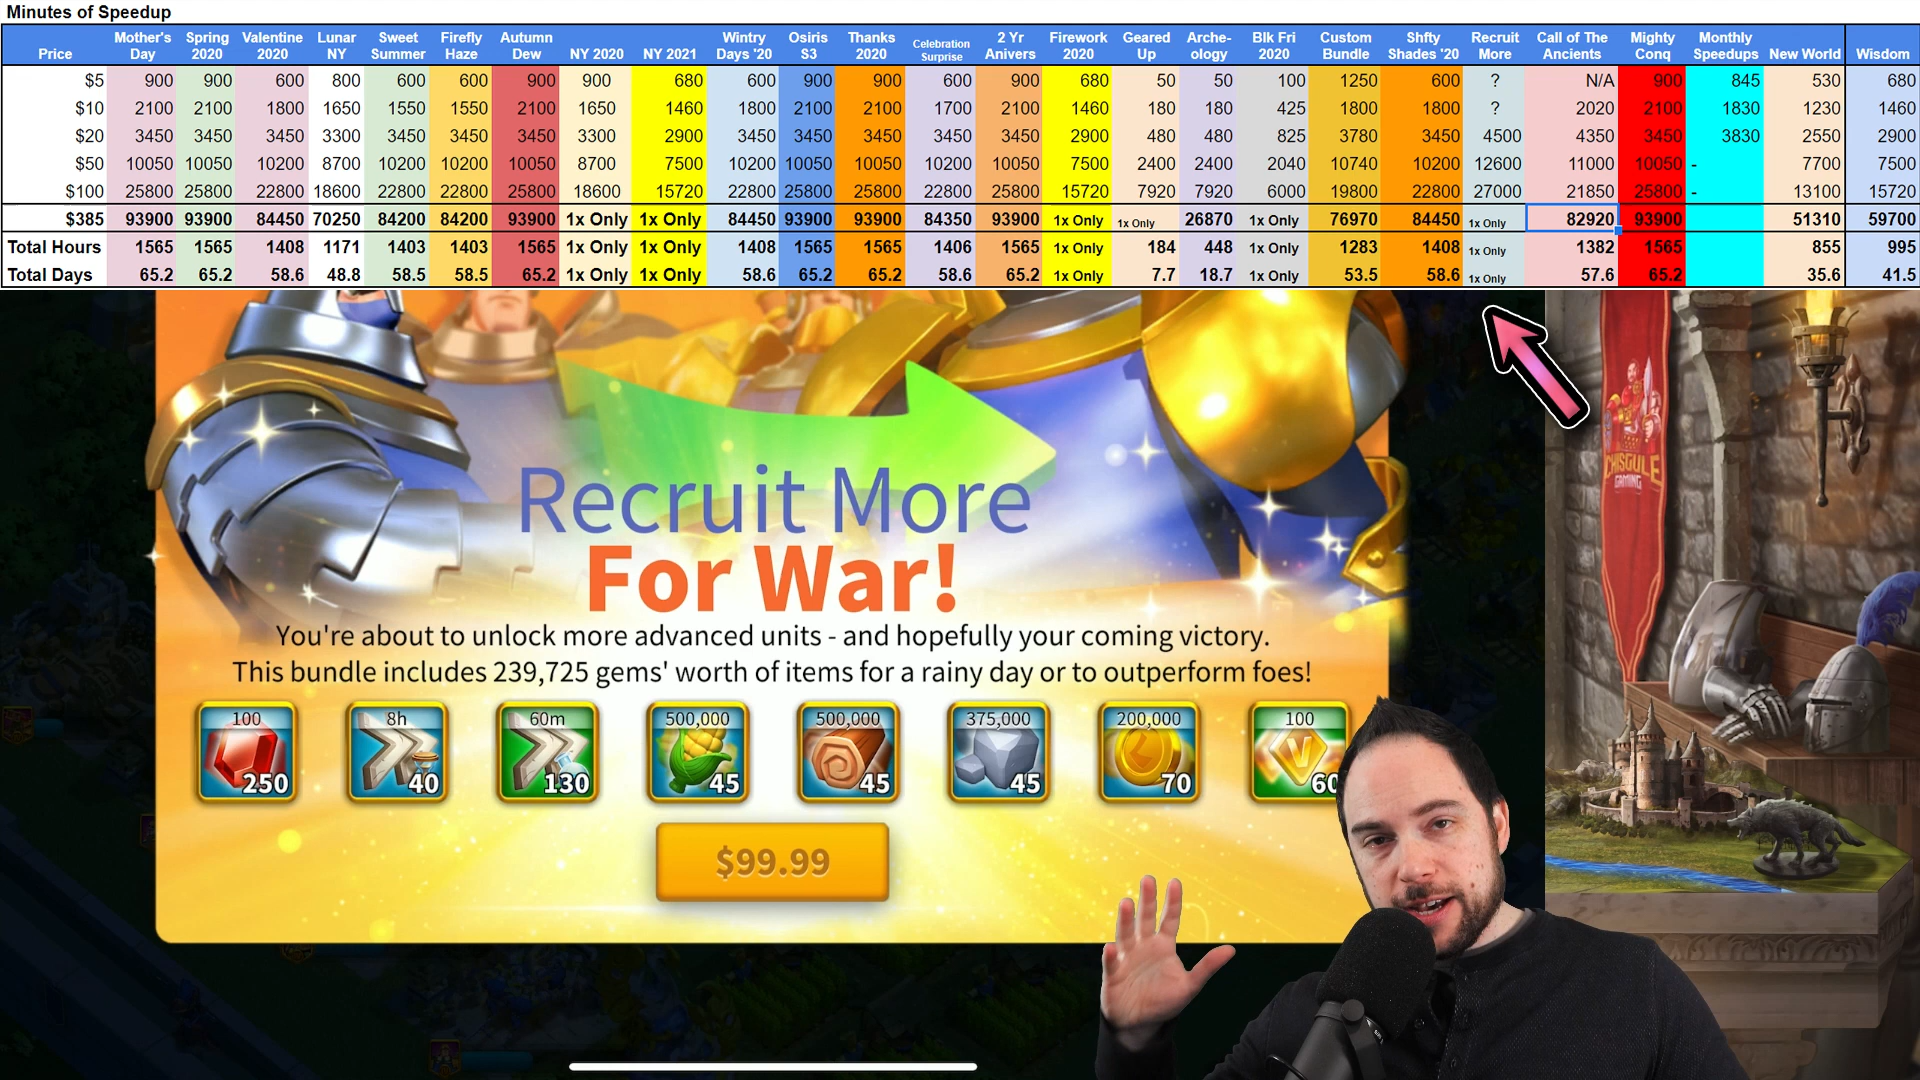 Minutes of Speedup
Price Mother's Day Spring 2020 Valentine 2020 Lunar NY Sweet Summer Firefly Haze Autumn Dew NY 2020 NY 2021 Wintry Days '20 Osiris S3 Thanks 2020 Celebration Surprise 2 Yr Anivers Firework 2020 Geared Up Arche-ology Blk Fri 2020 Custom Bundle Shfty Shades '20 Recruit More Call of The Ancients Mighty Conq Monthly Speedups New World Wisdom
$5 900 900 600 800 600 600 900 900 680 600 900 900 600 900 680 50 50 100 1250 600 ? N/A 900 845 530 680
$10 2100 2100 1800 1650 1550 1550 2100 1650 1460 1800 2100 2100 1700 2100 1460 180 180 425 1800 1800 ? 2020 2100 1830 1230 1460
$20 3450 3450 3450 3300 3450 3450 3450 3300 2900 3450 3450 3450 3450 3450 2900 480 480 825 3780 3450 4500 4350 3450 3830 2550 2900
$50 10050 10050 10200 8700 10200 10200 10050 8700 7500 10200 10050 10050 10200 10050 7500 2400 2400 2040 10740 10200 12600 11000 10050 - 7700 7500
$100 25800 25800 22800 18600 22800 22800 25800 18600 15720 22800 25800 25800 22800 25800 15720 7920 7920 6000 19800 22800 27000 21850 25800 - 13100 15720
$385 93900 93900 84450 70250 84200 84200 93900 1x Only 1x Only 84450 93900 93900 84350 93900 1x Only 1x Only 26870 1x Only 76970 84450 1x Only 82920 93900 51310 59700
Total Hours 1565 1565 1408 1171 1403 1403 1565 1x Only 1x Only 1408 1565 1565 1406 1565 1x Only 184 448 1x Only 1283 1408 1x Only 1382 1565 855 995
Total Days 65.2 65.2 58.6 48.8 58.5 58.5 65.2 1x Only 1x Only 58.6 65.2 65.2 58.6 65.2 1x Only 7.7 18.7 1x Only 53.5 58.6 1x Only 57.6 65.2 35.6 41.5
CHISGULE
GAMING
Recruit More
For War!
You're about to unlock more advanced units - and hopefully your coming victory.
This bundle includes 239,725 gems' worth of items for a rainy day or to outperform foes!
100 8h 60m 500,000 500,000 375,000 200,000 100
250 40 130 45 45 45 70 60
$99.99